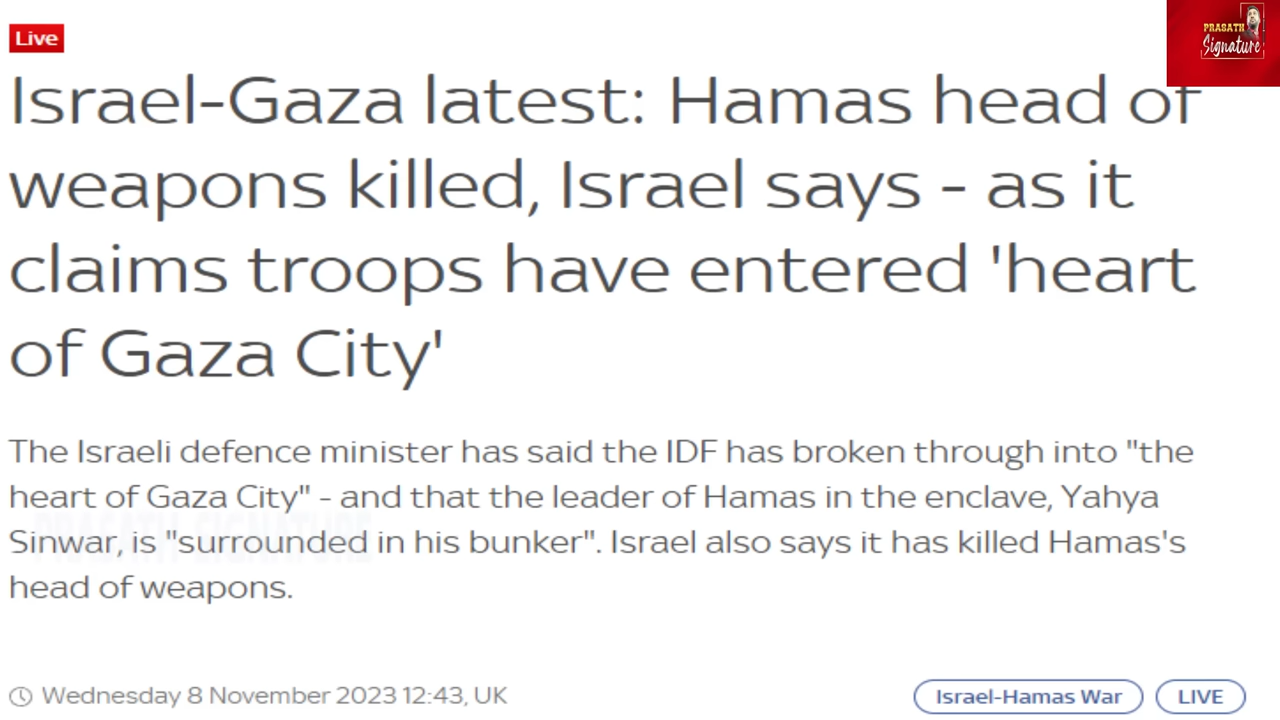 Live
PRASATH
Signature
Israel-Gaza latest: Hamas head of
weapons killed, Israel says - as it
claims troops have entered 'heart
of Gaza City'
The Israeli defence minister has said the IDF has broken through into "the
heart of Gaza City" - and that the leader of Hamas in the enclave, Yahya
Sinwar, is "surrounded in his bunker". Israel also says it has killed Hamas's
head of weapons.
PRASATH SIGNATURE
Wednesday 8 November 2023 12:43, UK
Israel-Hamas War
LIVE